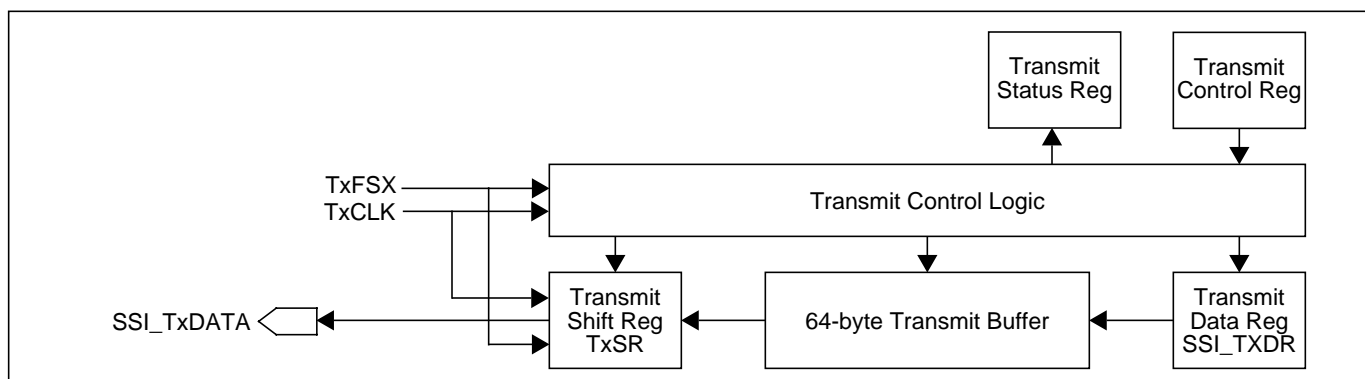 Transmit
Status Reg
Transmit
Control Reg
TxFSX
TxCLK
Transmit Control Logic
SSI_TxDATA
Transmit
Shift Reg
TxSR
64-byte Transmit Buffer
Transmit
Data Reg
SSI_TXDR